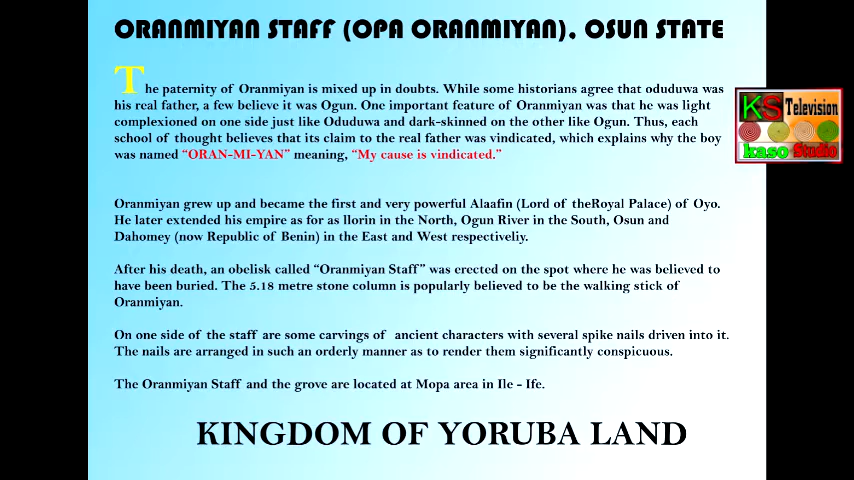 ORANMIYAN STAFF (OPA ORANMIYAN), OSUN STATE
The paternity of Oranmiyan is mixed up in doubts. While some historians agree that oduduwa was
his real father, a few believe it was Ogun. One important feature of Oranmiyan was that he was light
complexioned on one side just like Oduduwa and dark-skinned on the other like Ogun. Thus, each
school of thought believes that its claim to the real father was vindicated, which explains why the boy
was named “ORAN-MI-YAN” meaning, “My cause is vindicated.”
Oranmiyan grew up and became the first and very powerful Alaafin (Lord of theRoyal Palace) of Oyo.
He later extended his empire as for as llorin in the North, Ogun River in the South, Osun and
Dahomey (now Republic of Benin) in the East and West respectiveliy.
After his death, an obelisk called “Oranmiyan Staff” was erected on the spot where he was believed to
have been buried. The 5.18 metre stone column is popularly believed to be the walking stick of
Oranmiyan.
On one side of the staff are some carvings of ancient characters with several spike nails driven into it.
The nails are arranged in such an orderly manner as to render them significantly conspicuous.
The Oranmiyan Staff and the grove are located at Mopa area in Ile - Ife.
KINGDOM OF YORUBA LAND
KS Television
kaso Studio